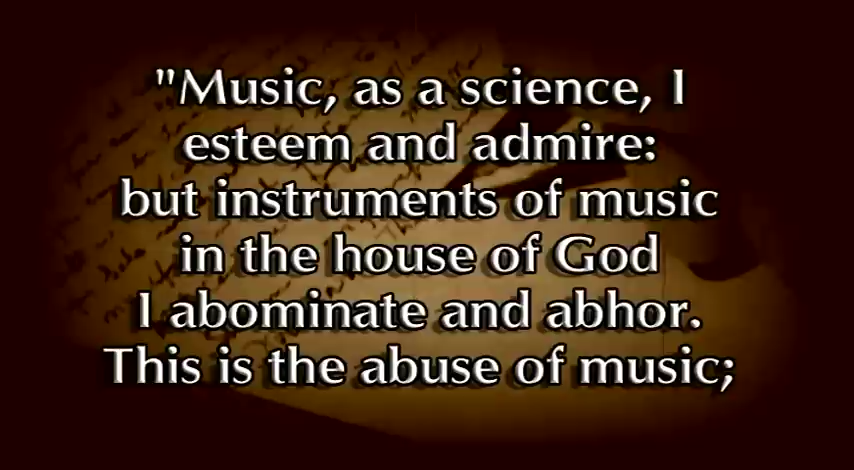 "Music, as a science, I
esteem and admire:
but instruments of music
in the house of God
I abominate and abhor.
This is the abuse of music;